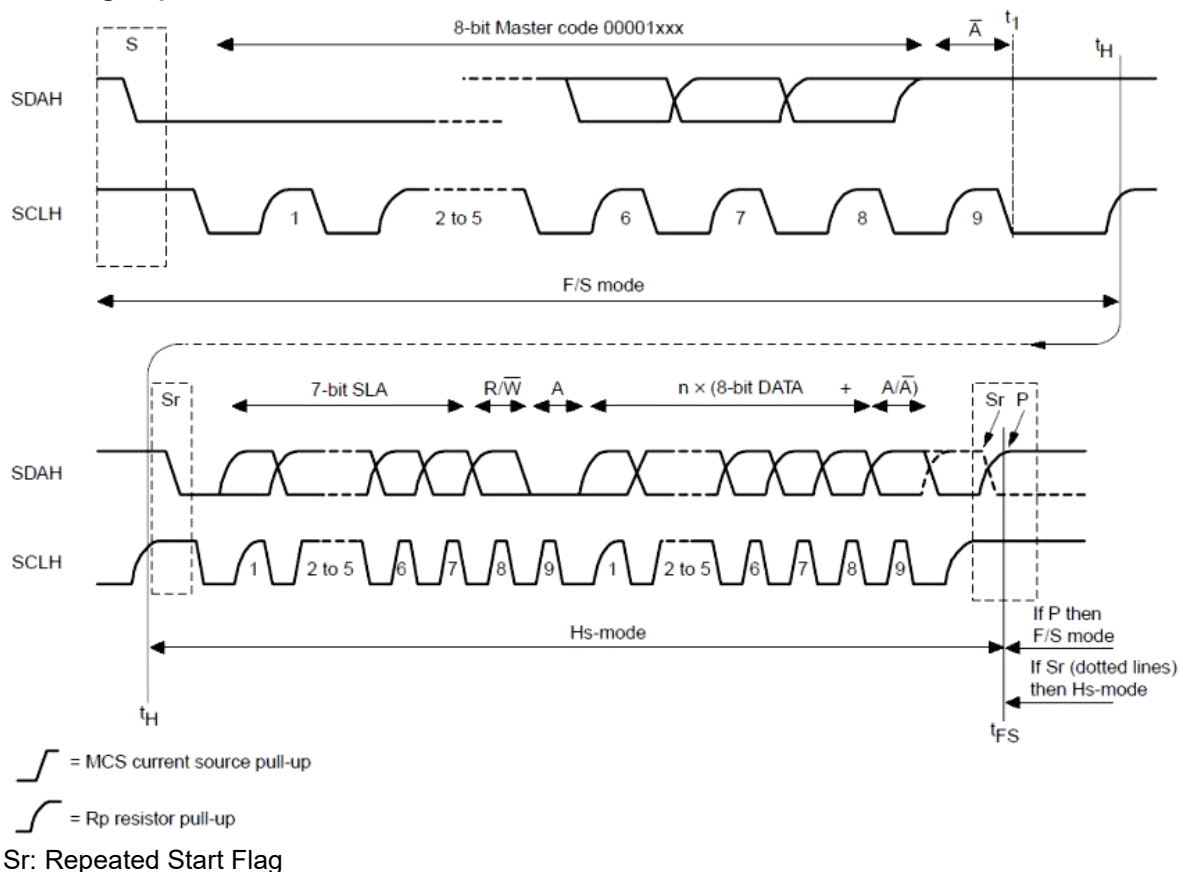 8-bit Master code 00001xxx
S
A̅
t1
tH
SDAH
SCLH
1
2 to 5
6
7
8
9
F/S mode
Sr
7-bit SLA
R/W̅
A
n × (8-bit DATA + A/A̅)
Sr P
SDAH
SCLH
1
2 to 5
6
7
8
9
1
2 to 5
6
7
8
9
Hs-mode
If P then
F/S mode
If Sr (dotted lines)
then Hs-mode
tH
tFS
= MCS current source pull-up
= Rp resistor pull-up
Sr: Repeated Start Flag